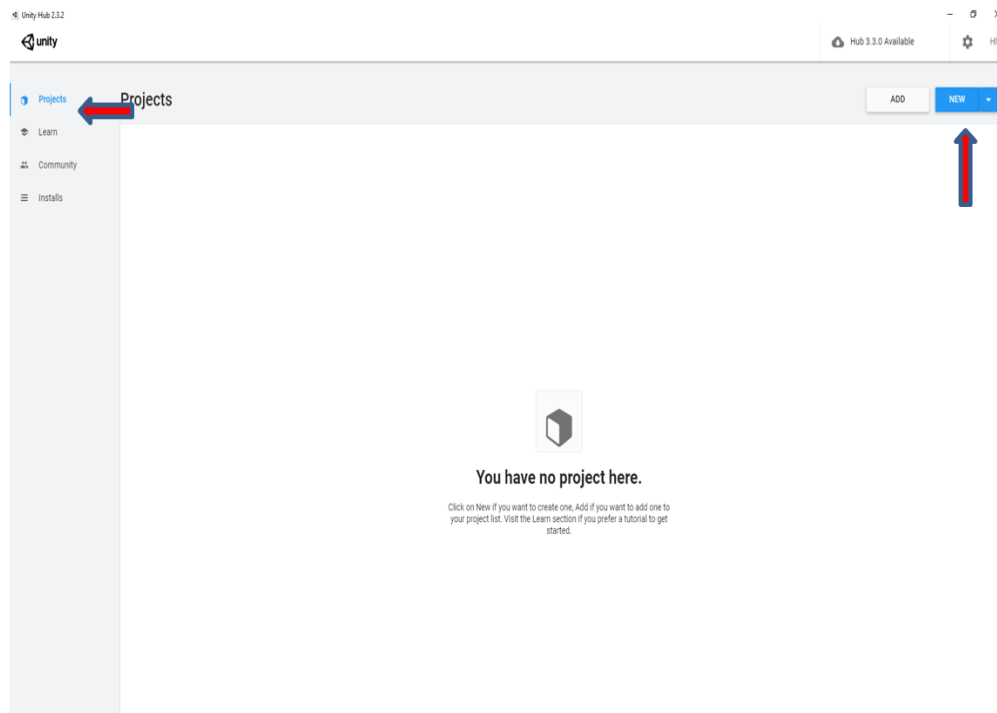 Unity Hub 2.3.2
unity
Hub 3.3.0 Available
Projects
Learn
Community
Installs
Projects
ADD
NEW
You have no project here.
Click on New if you want to create one, Add if you want to add one to
your project list. Visit the Learn section if you prefer a tutorial to get
started.